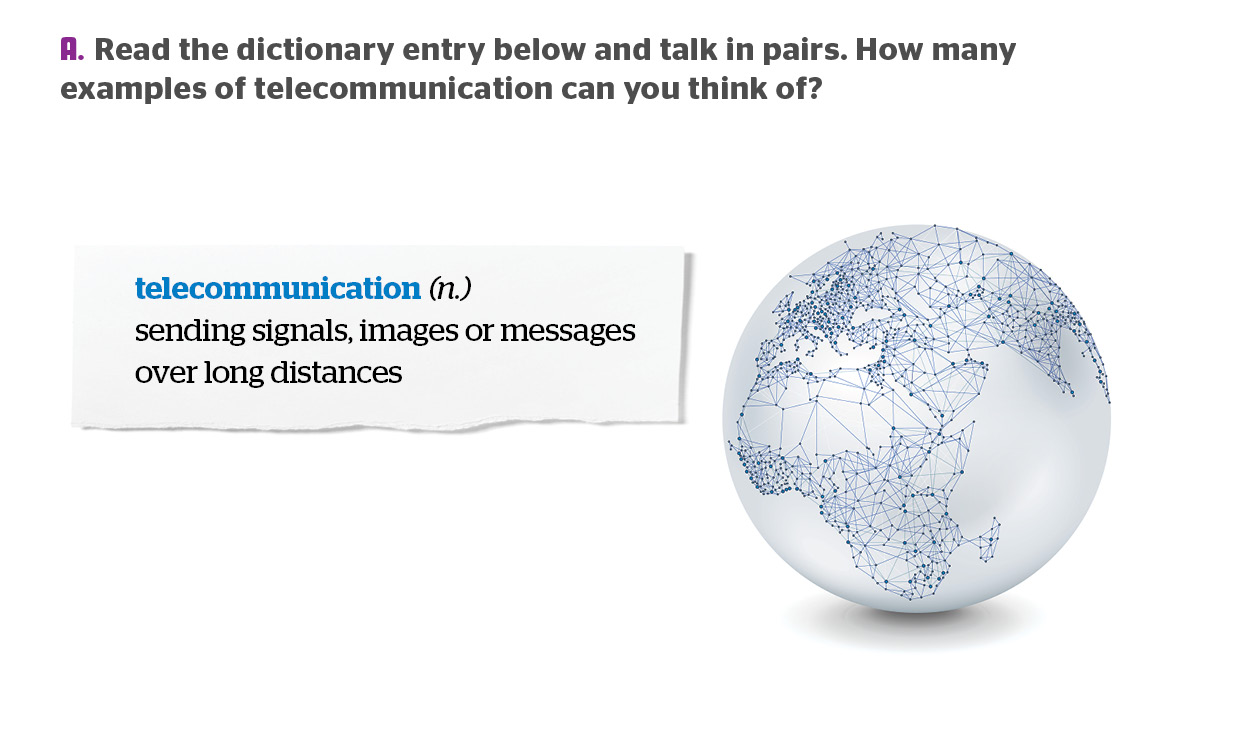 A. Read the dictionary entry below and talk in pairs. How many
examples of telecommunication can you think of?
telecommunication (n.)
sending signals, images or messages
over long distances